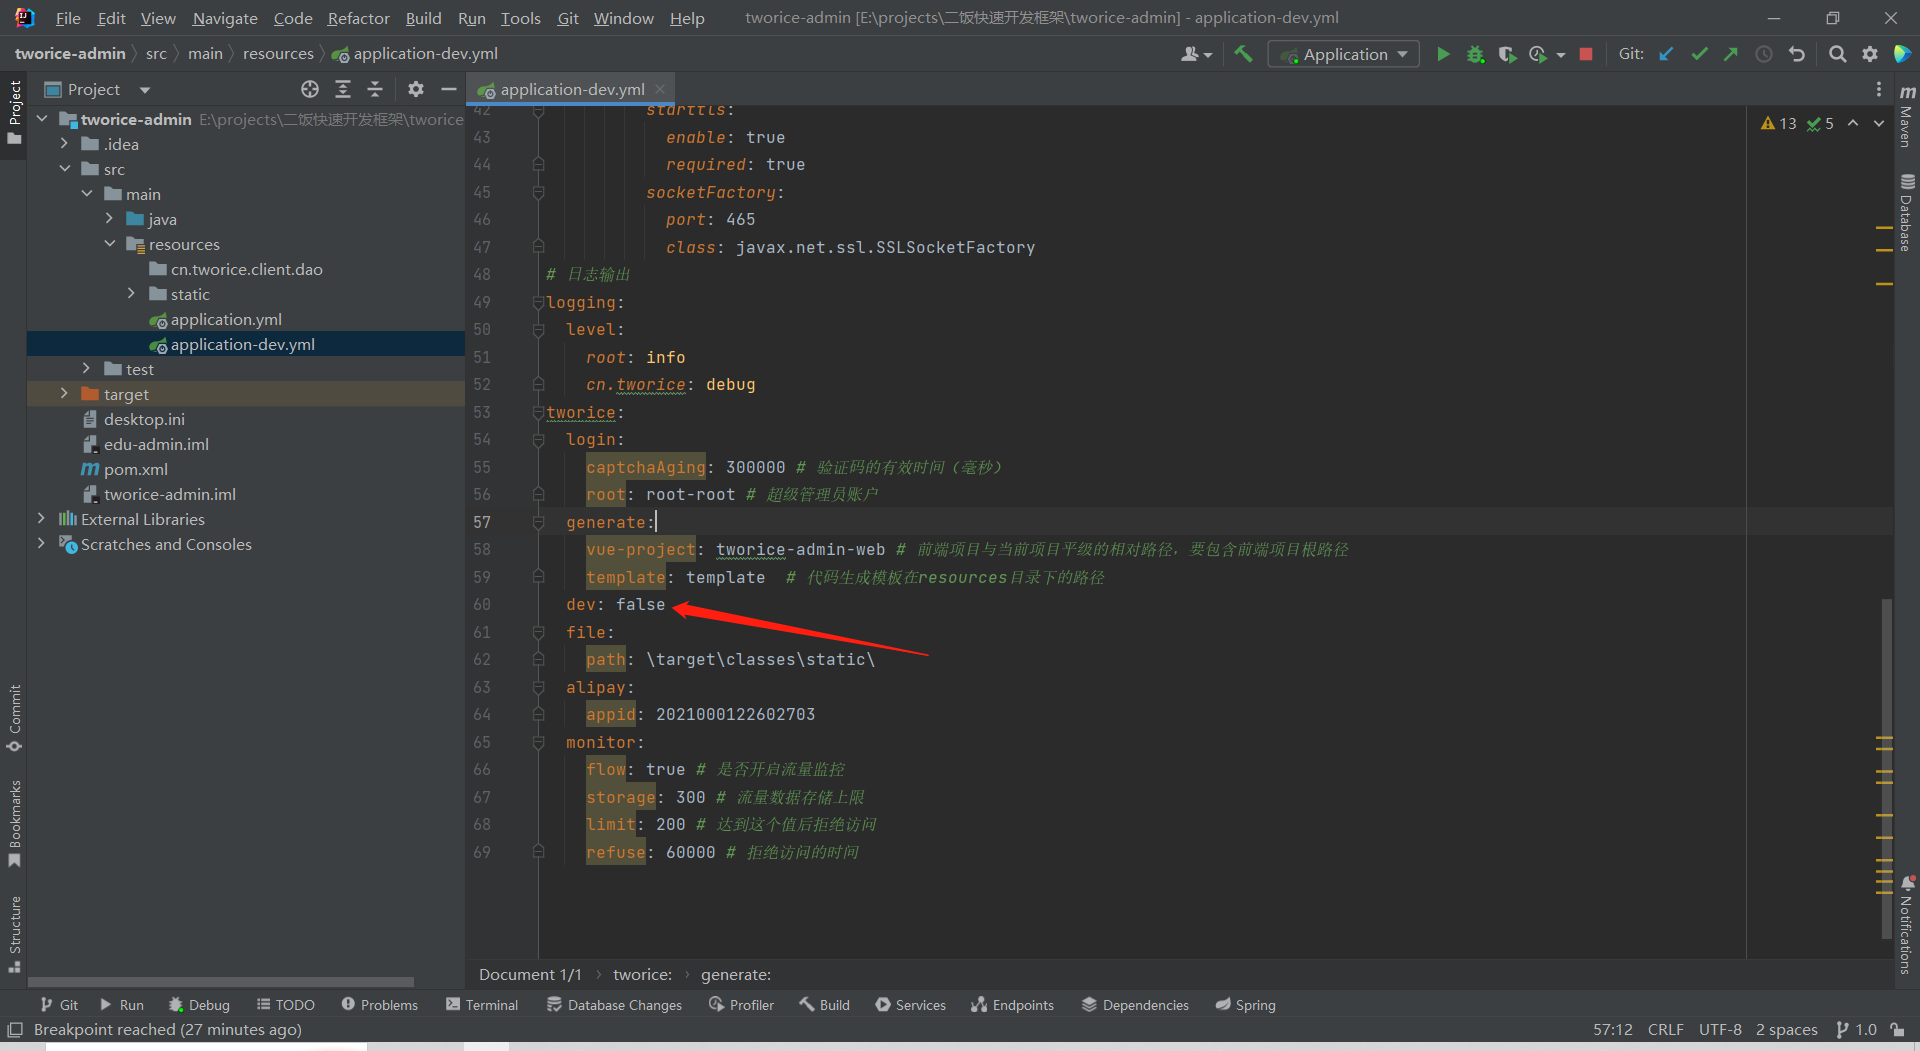 File Edit View Navigate Code Refactor Build Run Tools Git Window Help tworice-admin [E:\projects\二饭快速开发框架\tworice-admin] - application-dev.yml
tworice-admin src main resources application-dev.yml Application Git:
Project application-dev.yml
tworice-admin E:\projects\二饭快速开发框架\tworice
.idea
src
main
java
resources
cn.tworice.client.dao
static
application.yml
application-dev.yml
test
target
desktop.ini
edu-admin.iml
pom.xml
tworice-admin.iml
External Libraries
Scratches and Consoles
42 starttls:
43 enable: true
44 required: true
45 socketFactory:
46 port: 465
47 class: javax.net.ssl.SSLSocketFactory
48 # 日志输出
49 logging:
50 level:
51 root: info
52 cn.tworice: debug
53 tworice:
54 login:
55 captchaAging: 300000 # 验证码的有效时间（毫秒）
56 root: root-root # 超级管理员账户
57 generate:
58 vue-project: tworice-admin-web # 前端项目与当前项目平级的相对路径，要包含前端项目根路径
59 template: template # 代码生成模板在resources目录下的路径
60 dev: false
61 file:
62 path: \target\classes\static\
63 alipay:
64 appid: 2021000122602703
65 monitor:
66 flow: true # 是否开启流量监控
67 storage: 300 # 流量数据存储上限
68 limit: 200 # 达到这个值后拒绝访问
69 refuse: 60000 # 拒绝访问的时间
13 5
Project
Commit
Bookmarks
Structure
Maven
Database
Notifications
Document 1/1 tworice: generate:
Git Run Debug TODO Problems Terminal Database Changes Profiler Build Services Endpoints Dependencies Spring
Breakpoint reached (27 minutes ago) 57:12 CRLF UTF-8 2 spaces 1.0